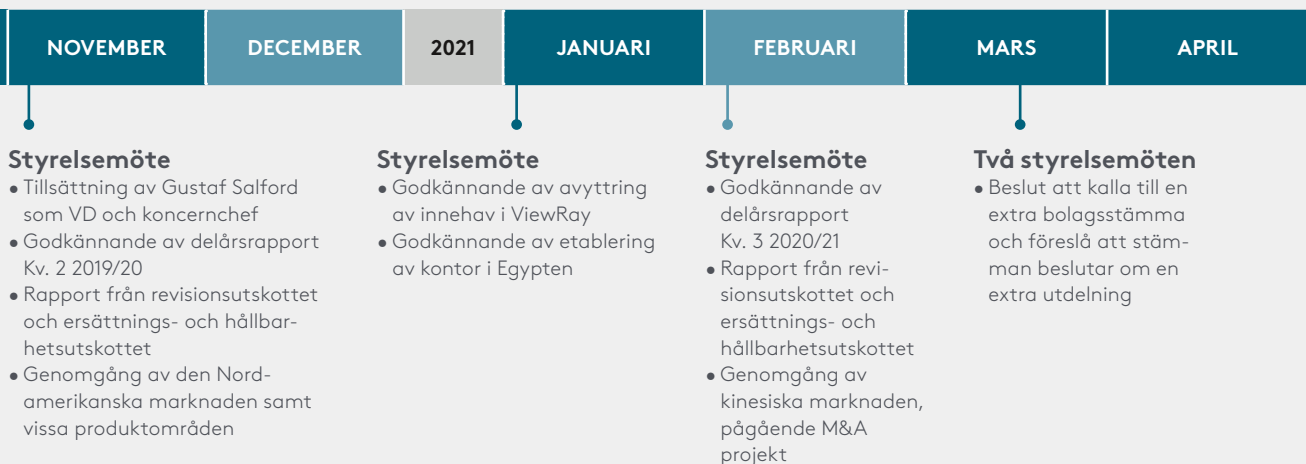 NOVEMBER
DECEMBER
2021
JANUARI
FEBRUARI
MARS
APRIL
Styrelsemöte
• Tillsättning av Gustaf Salford
som VD och koncernchef
• Godkännande av delårsrapport
Kv. 2 2019/20
• Rapport från revisionsutskottet
och ersättnings- och hållbar-
hetsutskottet
• Genomgång av den Nord-
amerikanska marknaden samt
vissa produktområden
Styrelsemöte
• Godkännande av avyttring
av innehav i ViewRay
• Godkännande av etablering
av kontor i Egypten
Styrelsemöte
• Godkännande av
delårsrapport
Kv. 3 2020/21
• Rapport från revi-
sionsutskottet och
ersättnings- och
hållbarhetsutskottet
• Genomgång av
kinesiska marknaden,
pågående M&A
projekt
Två styrelsemöten
• Beslut att kalla till en
extra bolagsstämma
och föreslå att stäm-
man beslutar om en
extra utdelning